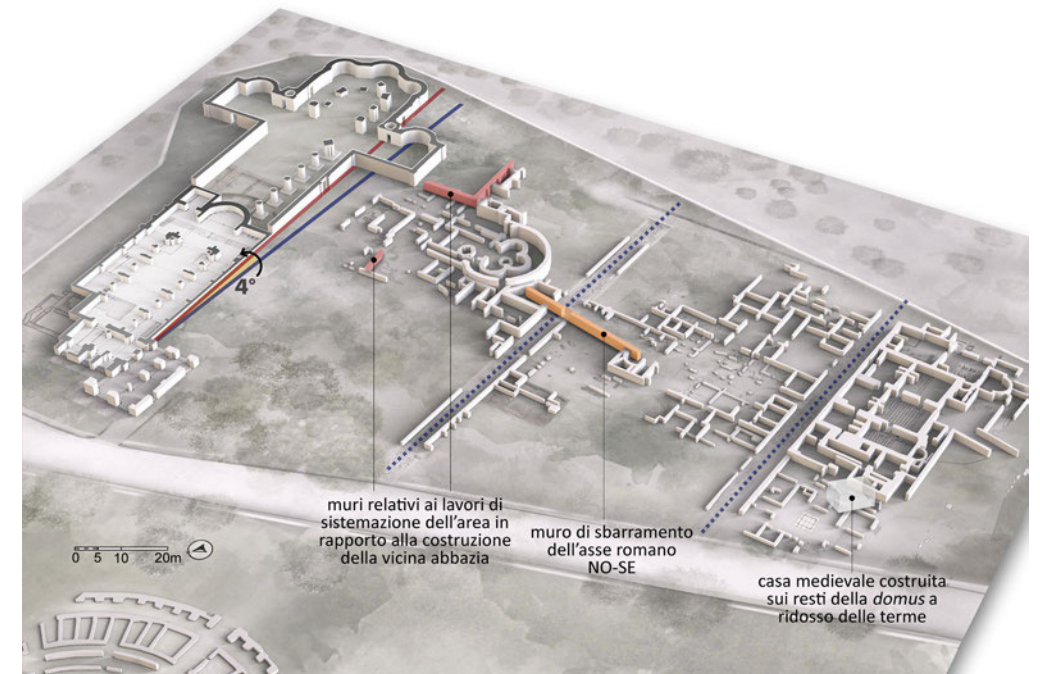 4°
muri relativi ai lavori di
sistemazione dell'area in
rapporto alla costruzione
della vicina abbazia
muro di sbarramento
dell'asse romano
NO-SE
casa medievale costruita
sui resti della domus a
ridosso delle terme
0 5 10 20m